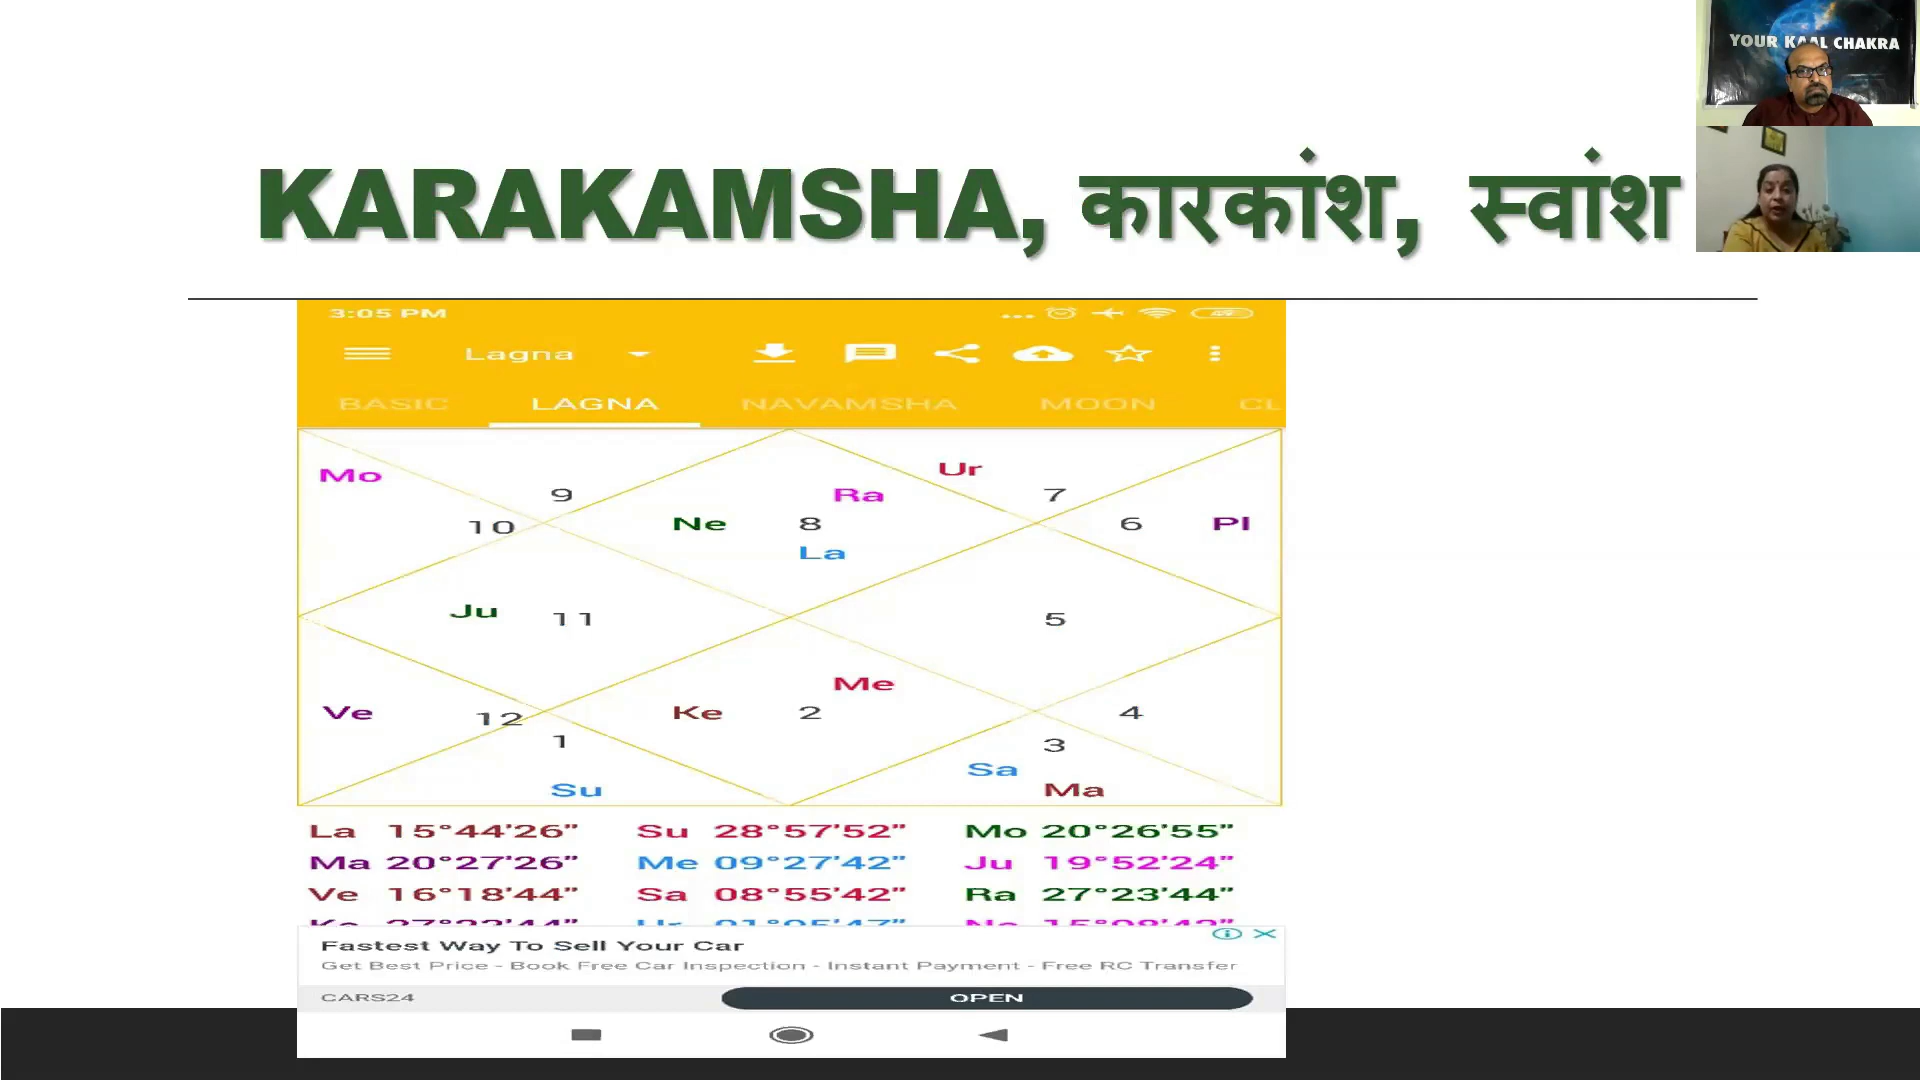 YOUR KAAL CHAKRA
KARAKAMSHA, कारकांश, स्वांश
3:05 PM
Lagna
BASIC LAGNA NAVAMSHA MOON CL
Mo
9
10
Ur
Ra
7
Ne
8
La
6
Pl
Ju
11
5
Me
Ve
12
Ke
2
4
1
3
Su
Sa
Ma
La 15°44'26" Su 28°57'52" Mo 20°26'55"
Ma 20°27'26" Me 09°27'42" Ju 19°52'24"
Ve 16°18'44" Sa 08°55'42" Ra 27°23'44"
Fastest Way To Sell Your Car
Get Best Price - Book Free Car Inspection - Instant Payment - Free RC Transfer
CARS24
OPEN